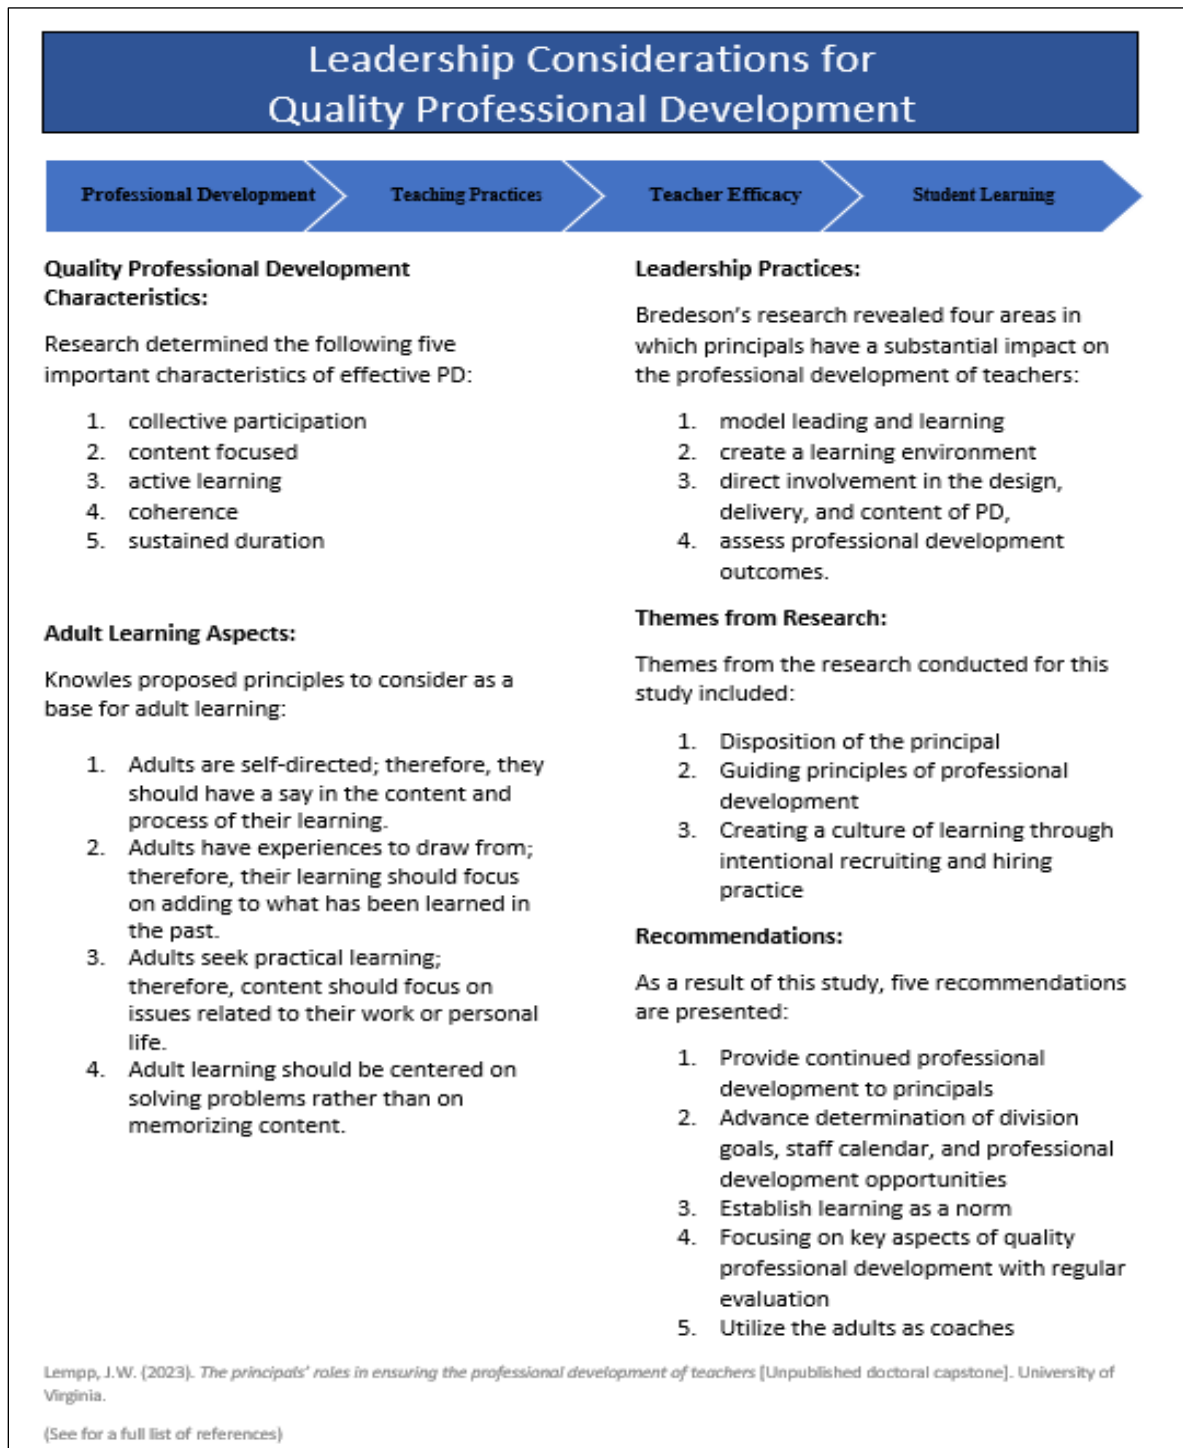 Leadership Considerations for
Quality Professional Development
Professional Development
Teaching Practices
Teacher Efficacy
Student Learning
Quality Professional Development
Characteristics:
Research determined the following five
important characteristics of effective PD:
1. collective participation
2. content focused
3. active learning
4. coherence
5. sustained duration
Adult Learning Aspects:
Knowles proposed principles to consider as a
base for adult learning:
1. Adults are self-directed; therefore, they
should have a say in the content and
process of their learning.
2. Adults have experiences to draw from;
therefore, their learning should focus
on adding to what has been learned in
the past.
3. Adults seek practical learning;
therefore, content should focus on
issues related to their work or personal
life.
4. Adult learning should be centered on
solving problems rather than on
memorizing content.
Leadership Practices:
Bredeson’s research revealed four areas in
which principals have a substantial impact on
the professional development of teachers:
1. model leading and learning
2. create a learning environment
3. direct involvement in the design,
delivery, and content of PD,
4. assess professional development
outcomes.
Themes from Research:
Themes from the research conducted for this
study included:
1. Disposition of the principal
2. Guiding principles of professional
development
3. Creating a culture of learning through
intentional recruiting and hiring
practice
Recommendations:
As a result of this study, five recommendations
are presented:
1. Provide continued professional
development to principals
2. Advance determination of division
goals, staff calendar, and professional
development opportunities
3. Establish learning as a norm
4. Focusing on key aspects of quality
professional development with regular
evaluation
5. Utilize the adults as coaches
Lempp, J.W. (2023). The principals’ roles in ensuring the professional development of teachers [Unpublished doctoral capstone]. University of
Virginia.
(See for a full list of references)